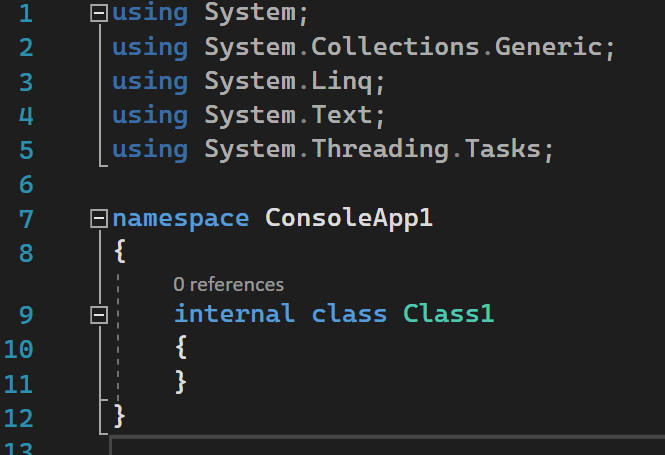 1 using System;
2 using System.Collections.Generic;
3 using System.Linq;
4 using System.Text;
5 using System.Threading.Tasks;
6
7 namespace ConsoleApp1
8 {
0 references
9 internal class Class1
10 {
11 }
12 }
13